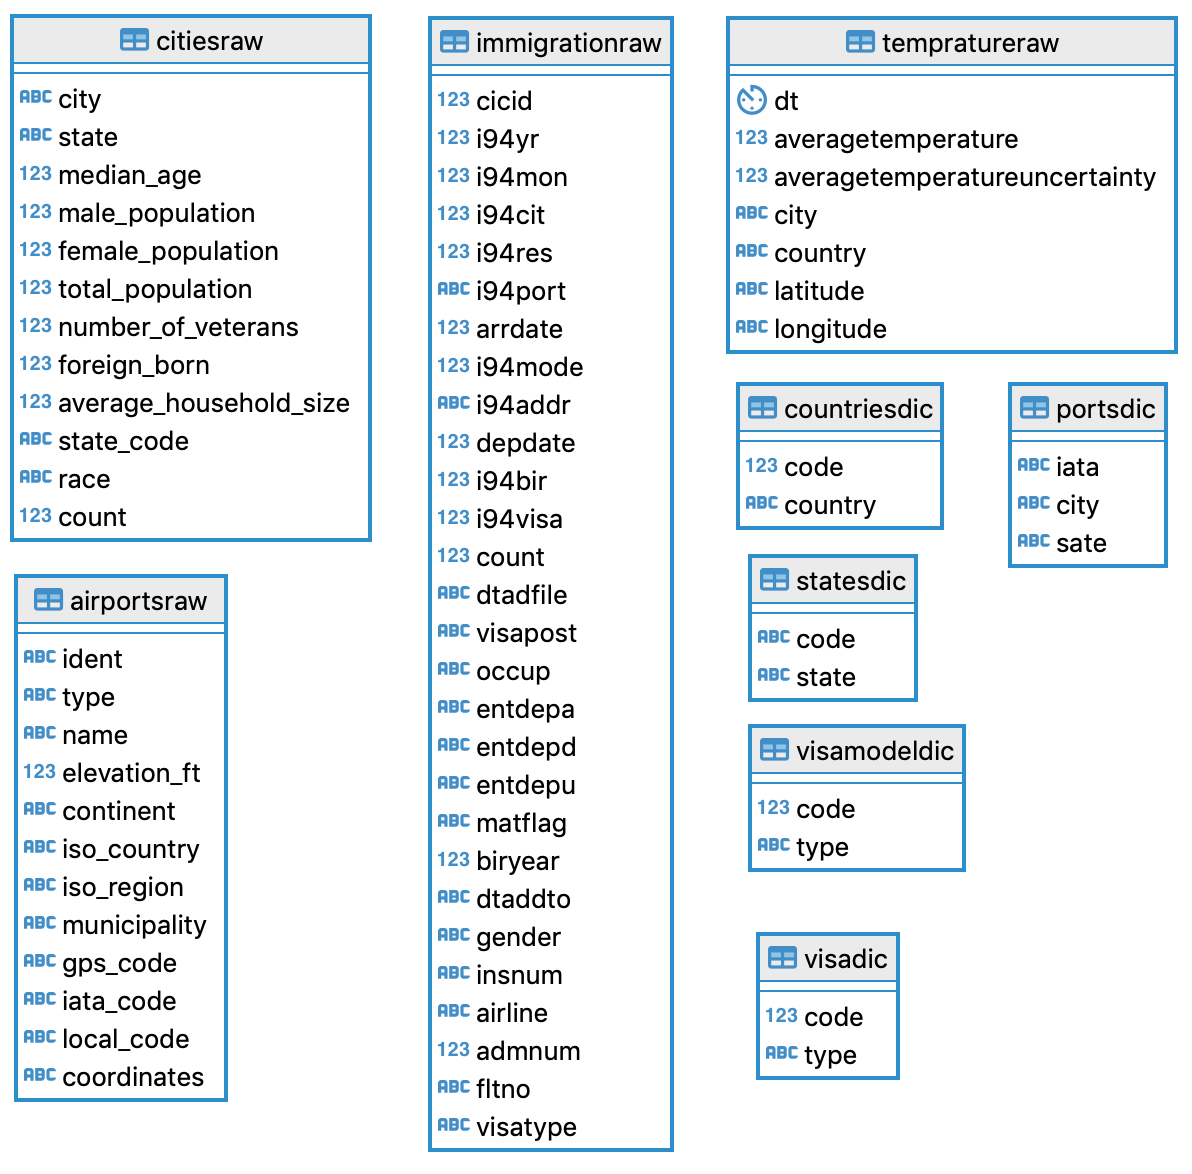 citiesraw
ABC city
ABC state
123 median_age
123 male_population
123 female_population
123 total_population
123 number_of_veterans
123 foreign_born
123 average_household_size
ABC state_code
ABC race
123 count
airportsraw
ABC ident
ABC type
ABC name
123 elevation_ft
ABC continent
ABC iso_country
ABC iso_region
ABC municipality
ABC gps_code
ABC iata_code
ABC local_code
ABC coordinates
immigrationraw
123 cicid
123 i94yr
123 i94mon
123 i94cit
123 i94res
ABC i94port
123 arrdate
123 i94mode
ABC i94addr
123 depdate
123 i94bir
123 i94visa
123 count
ABC dtadfile
ABC visapost
ABC occup
ABC entdepa
ABC entdepd
ABC entdepu
ABC matflag
123 biryear
ABC dtaddto
ABC gender
ABC insnum
ABC airline
123 admnum
ABC fltno
ABC visatype
tempratureraw
dt
123 averagetemperature
123 averagetemperatureuncertainty
ABC city
ABC country
ABC latitude
ABC longitude
countriesdic
123 code
ABC country
portsdic
ABC iata
ABC city
ABC sate
statesdic
ABC code
ABC state
visamodeldic
123 code
ABC type
visadic
123 code
ABC type